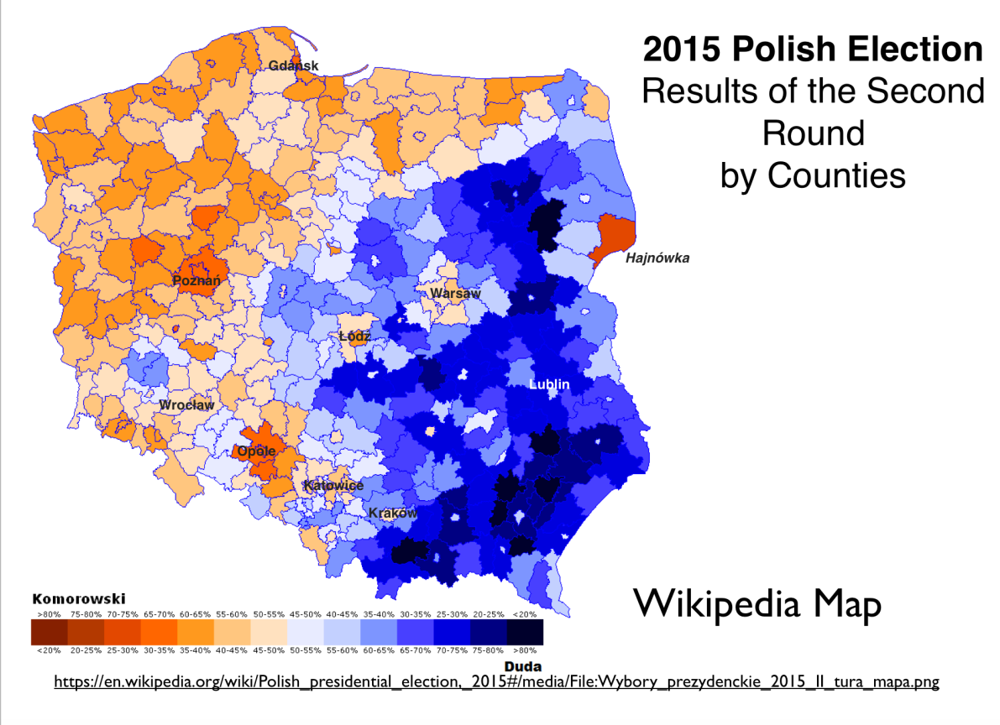 2015 Polish Election
Results of the Second
Round
by Counties
Gdańsk
Hajnówka
Poznań
Warsaw
Łódź
Lublin
Wrocław
Opole
Katowice
Kraków
Wikipedia Map
Komorowski
>80% 75-80% 70-75% 65-70% 60-65% 55-60% 50-55% 45-50% 40-45% 35-40% 30-35% 25-30% 20-25% <20%
<20% 20-25% 25-30% 30-35% 35-40% 40-45% 45-50% 50-55% 55-60% 60-65% 65-70% 70-75% 75-80% >80%
Duda
https://en.wikipedia.org/wiki/Polish_presidential_election,_2015#/media/File:Wybory_prezydenckie_2015_II_tura_mapa.png